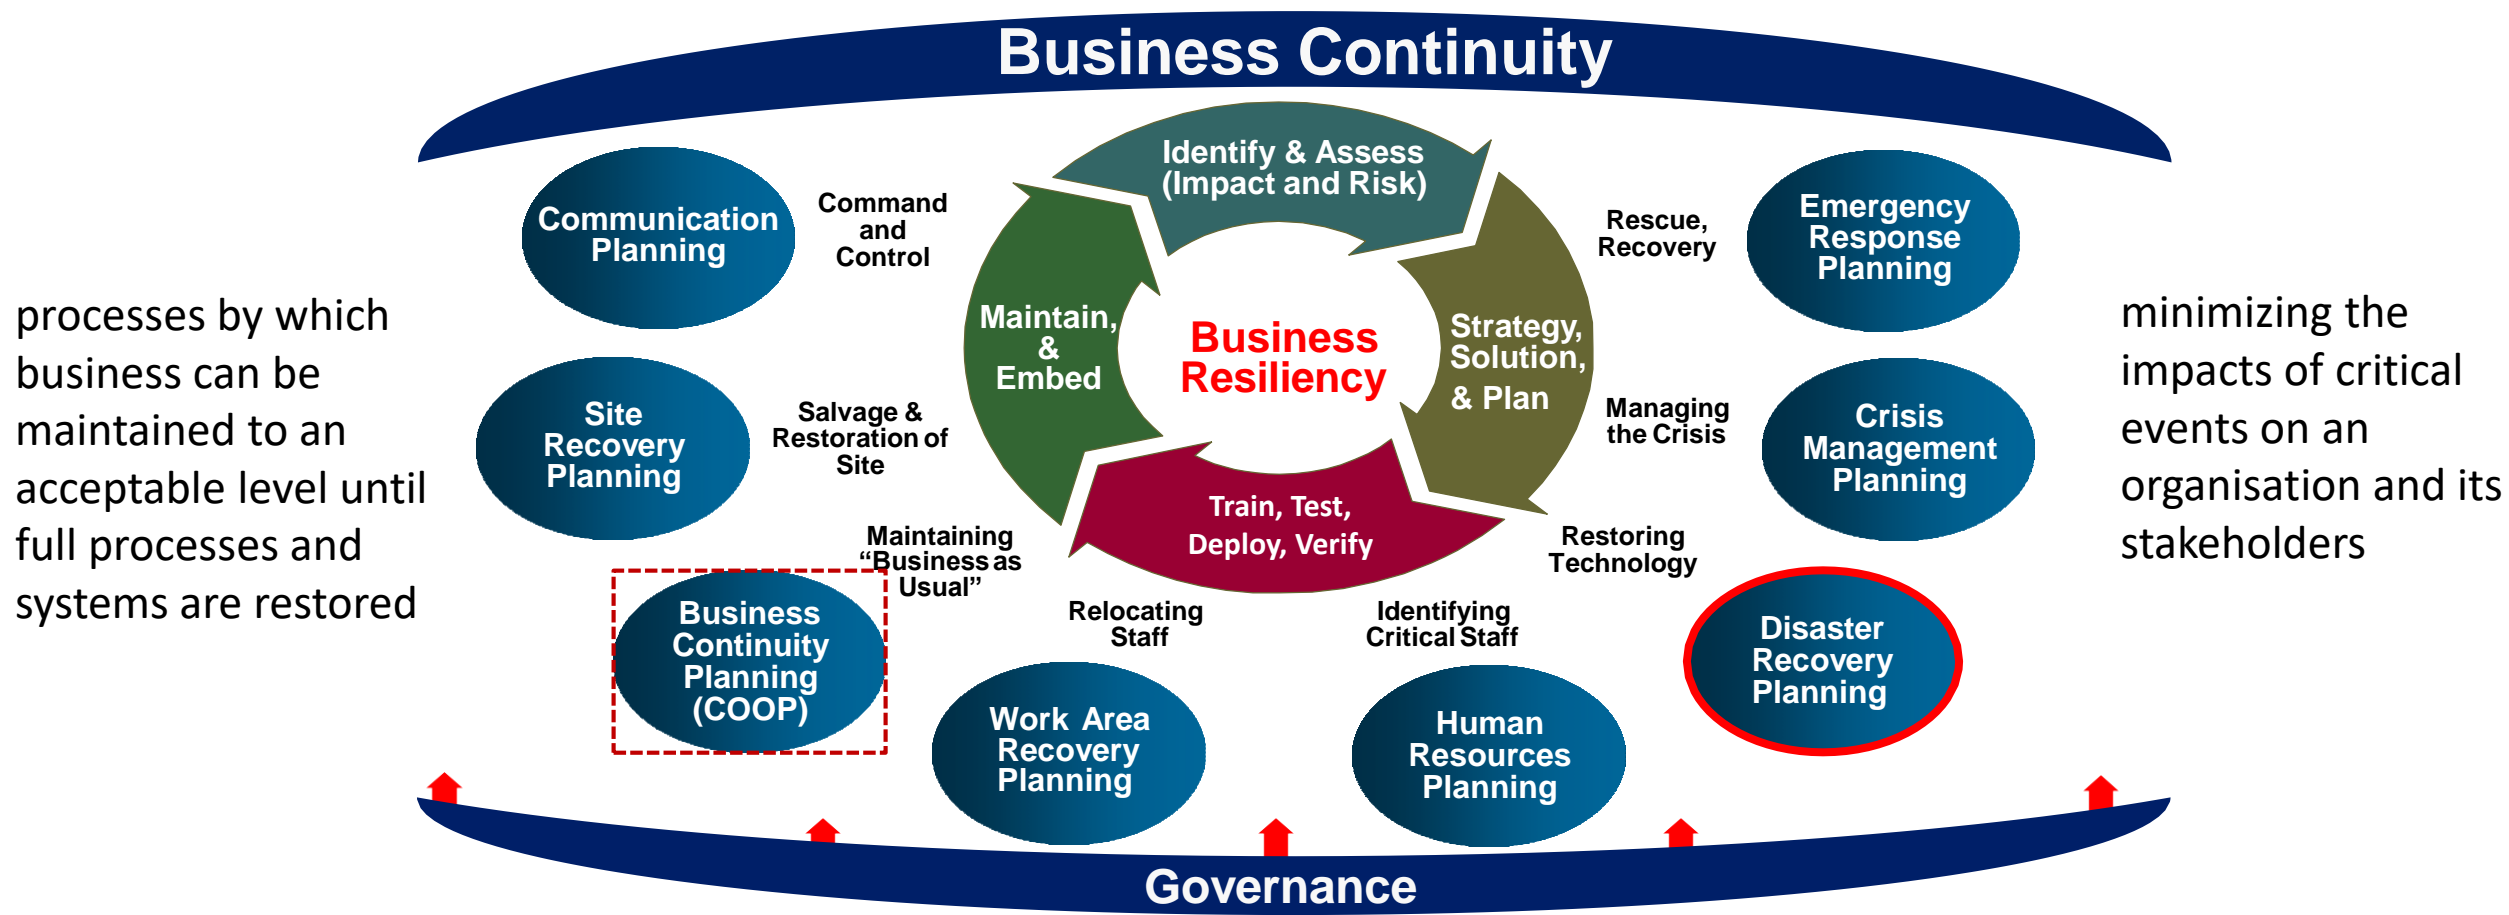 Business Continuity
Identify & Assess
(Impact and Risk)
Communication
Planning
Command
and
Control
Rescue,
Recovery
Emergency
Response
Planning
processes by which
business can be
maintained to an
acceptable level until
full processes and
systems are restored
Maintain,
&
Embed
Business
Resiliency
Strategy,
Solution,
& Plan
minimizing the
impacts of critical
events on an
organisation and its
stakeholders
Site
Recovery
Planning
Salvage &
Restoration of
Site
Managing
the Crisis
Crisis
Management
Planning
Train, Test,
Deploy, Verify
Maintaining
“Business as
Usual”
Restoring
Technology
Business
Continuity
Planning
(COOP)
Relocating
Staff
Identifying
Critical Staff
Disaster
Recovery
Planning
Work Area
Recovery
Planning
Human
Resources
Planning
Governance